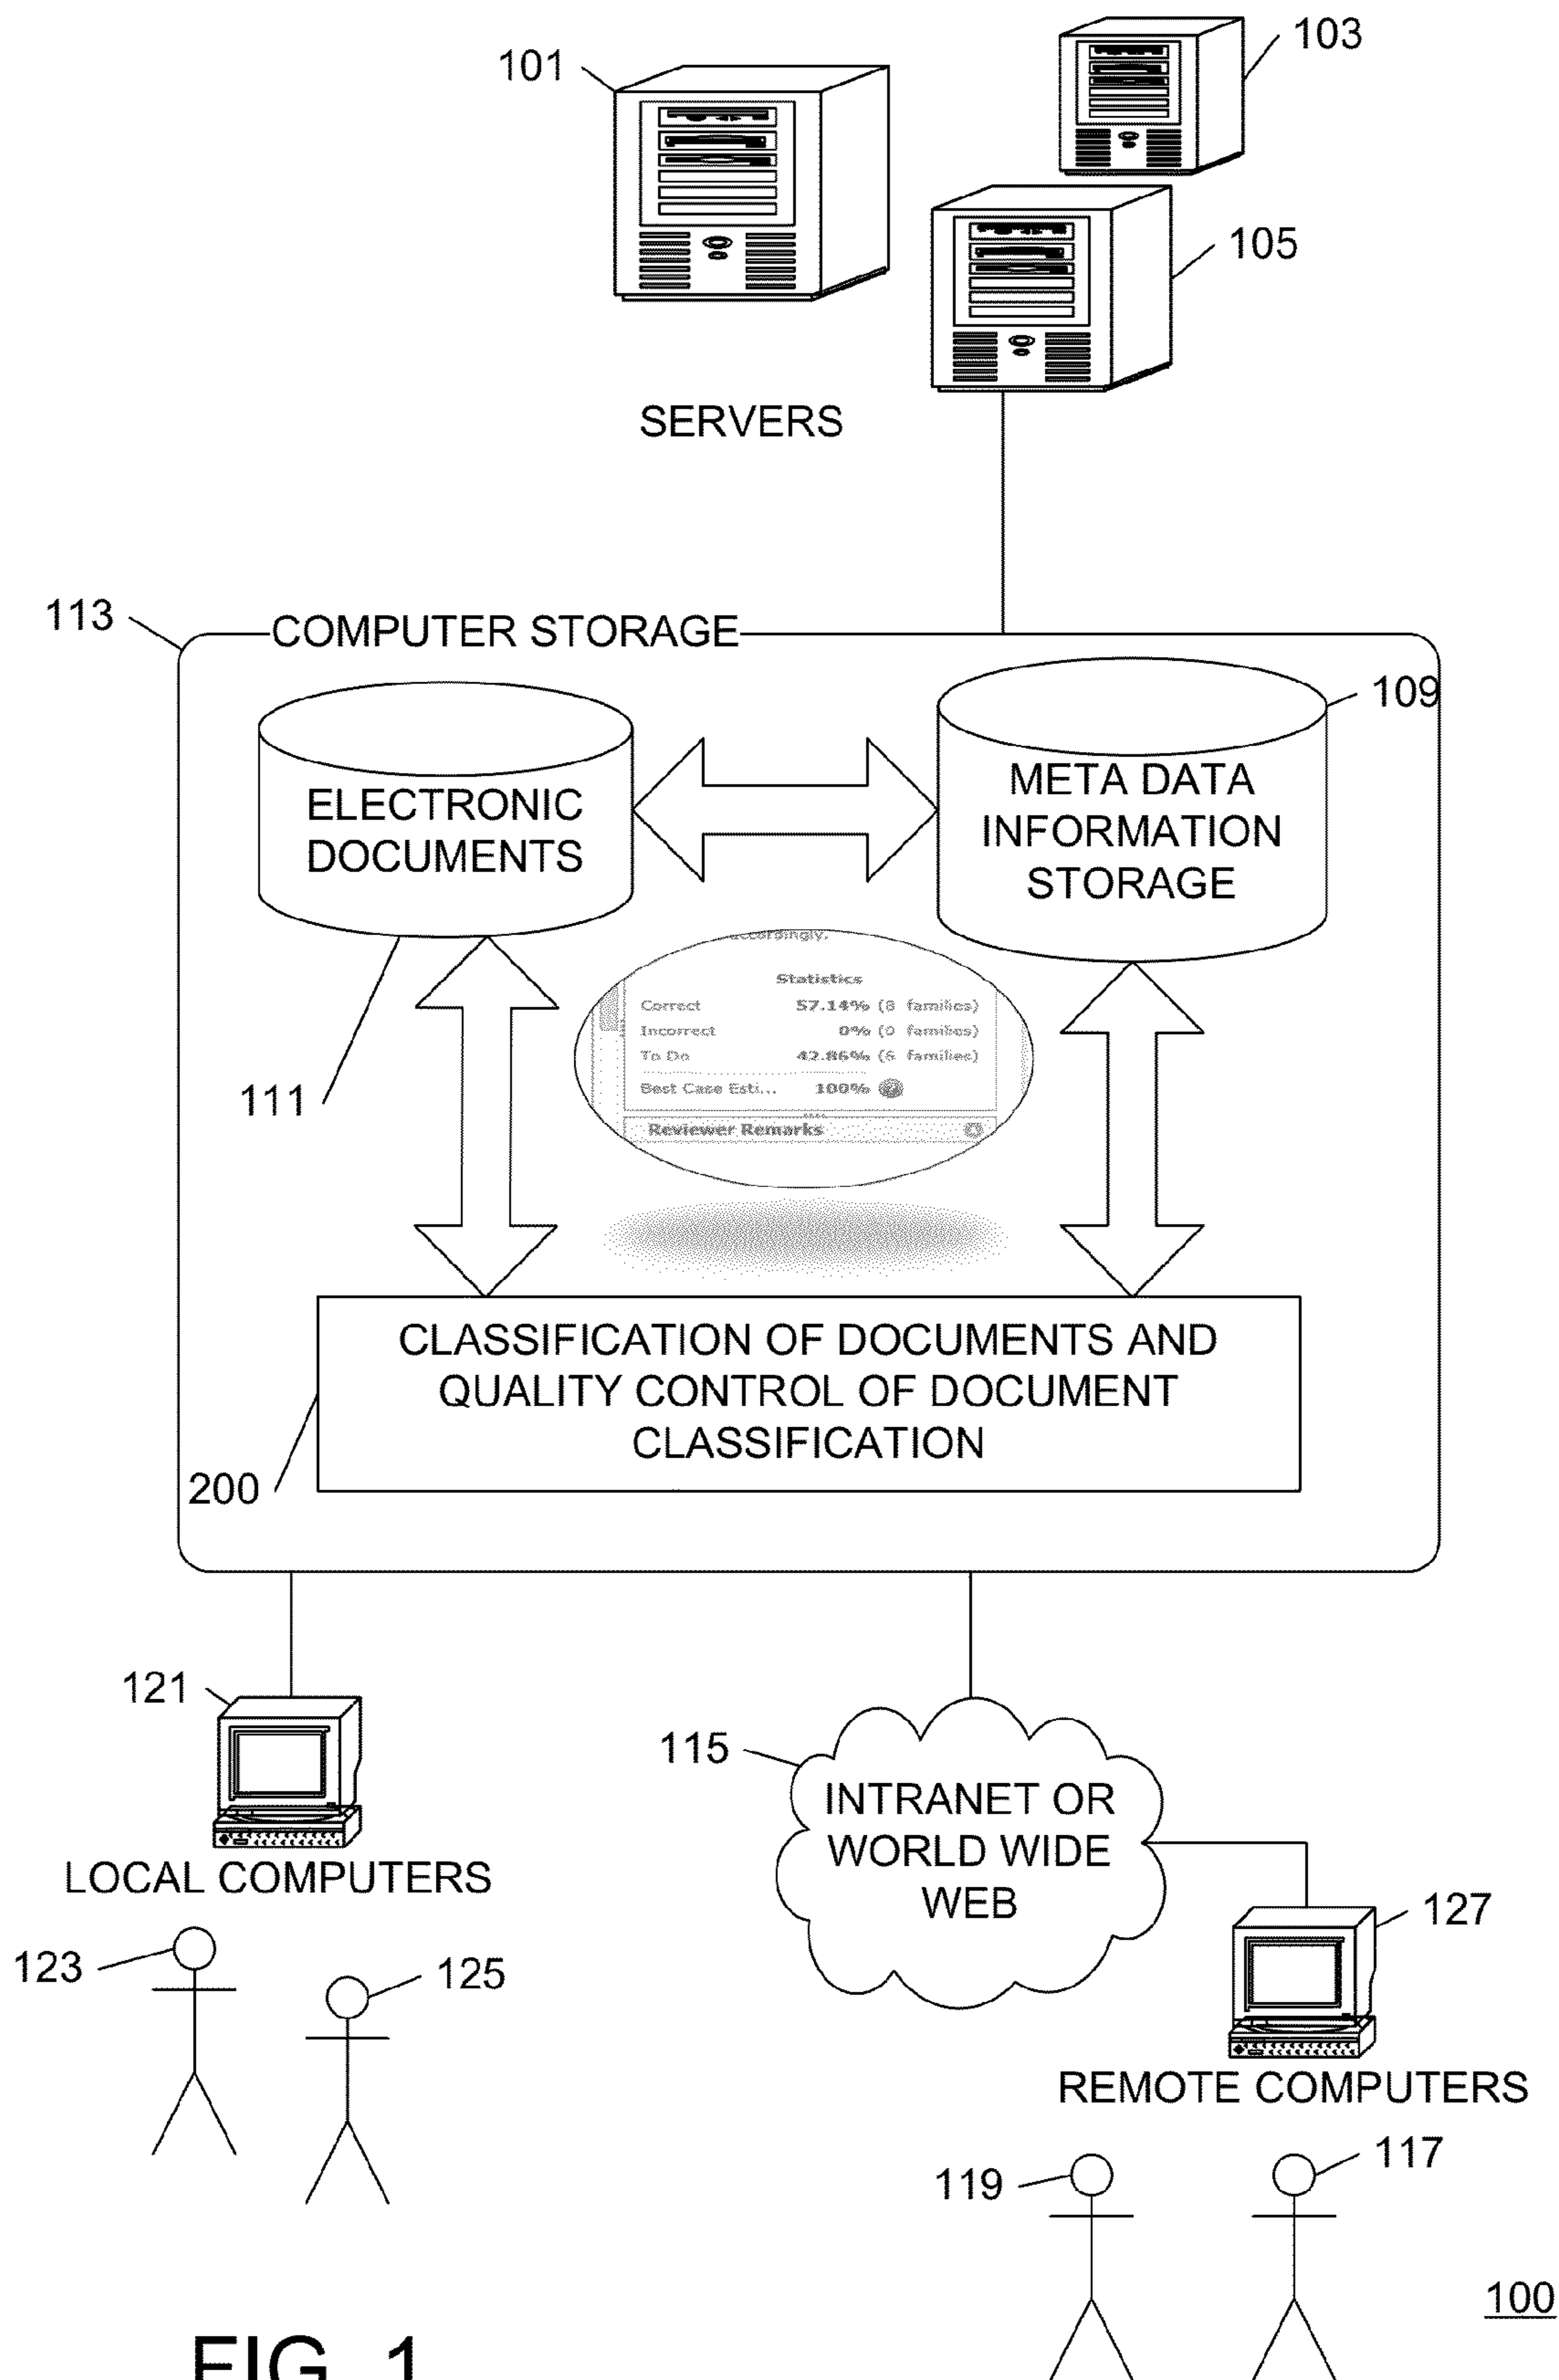 101
103
105
SERVERS
113
COMPUTER STORAGE
109
ELECTRONIC
DOCUMENTS
META DATA
INFORMATION
STORAGE
accordingly.
Statistics
Correct 57.14% (8 families)
Incorrect 0% (0 families)
To Do 42.86% (6 families)
Best Case Esti... 100%
Reviewer Remarks
111
CLASSIFICATION OF DOCUMENTS AND
QUALITY CONTROL OF DOCUMENT
CLASSIFICATION
200
121
LOCAL COMPUTERS
115
INTRANET OR
WORLD WIDE
WEB
127
REMOTE COMPUTERS
123
125
119
117
100
FIG. 1